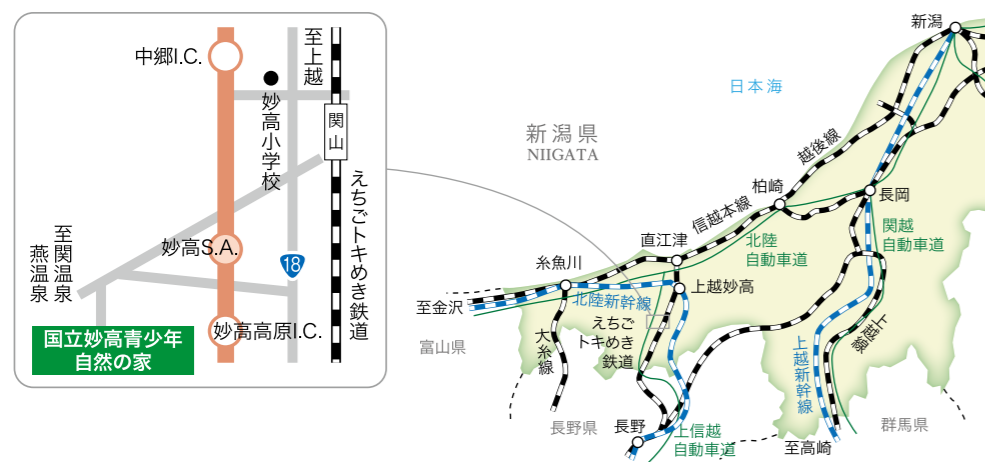 中郷I.C.
至上越
妙高小学校
関山
えちごトキめき鉄道
妙高S.A.
18
至関温泉
燕温泉
妙高高原I.C.
国立妙高青少年
自然の家
新潟
日本海
新潟県
NIIGATA
越後線
柏崎
長岡
信越本線
直江津
北陸
自動車道
関越
自動車道
糸魚川
上越妙高
北陸新幹線
至金沢
えちご
トキめき
鉄道
大糸線
富山県
上越線
上越新幹線
長野県
長野
上信越
自動車道
至高崎
群馬県